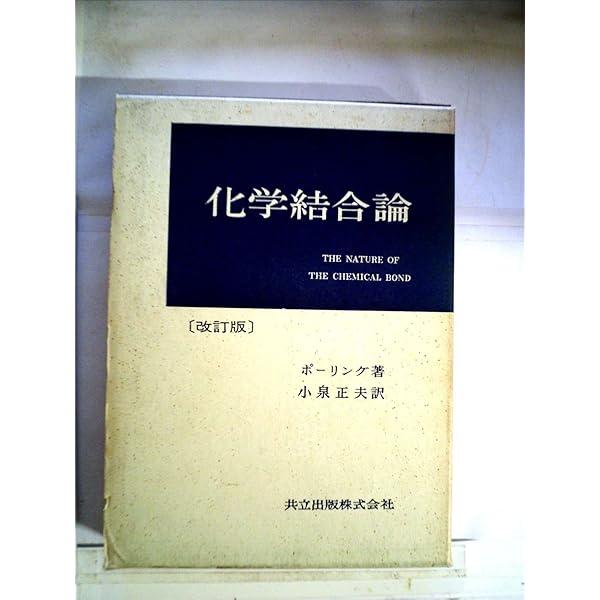 化学結合論
THE NATURE OF
THE CHEMICAL BOND
〔改訂版〕
ポーリング著
小泉正夫訳
共立出版株式会社